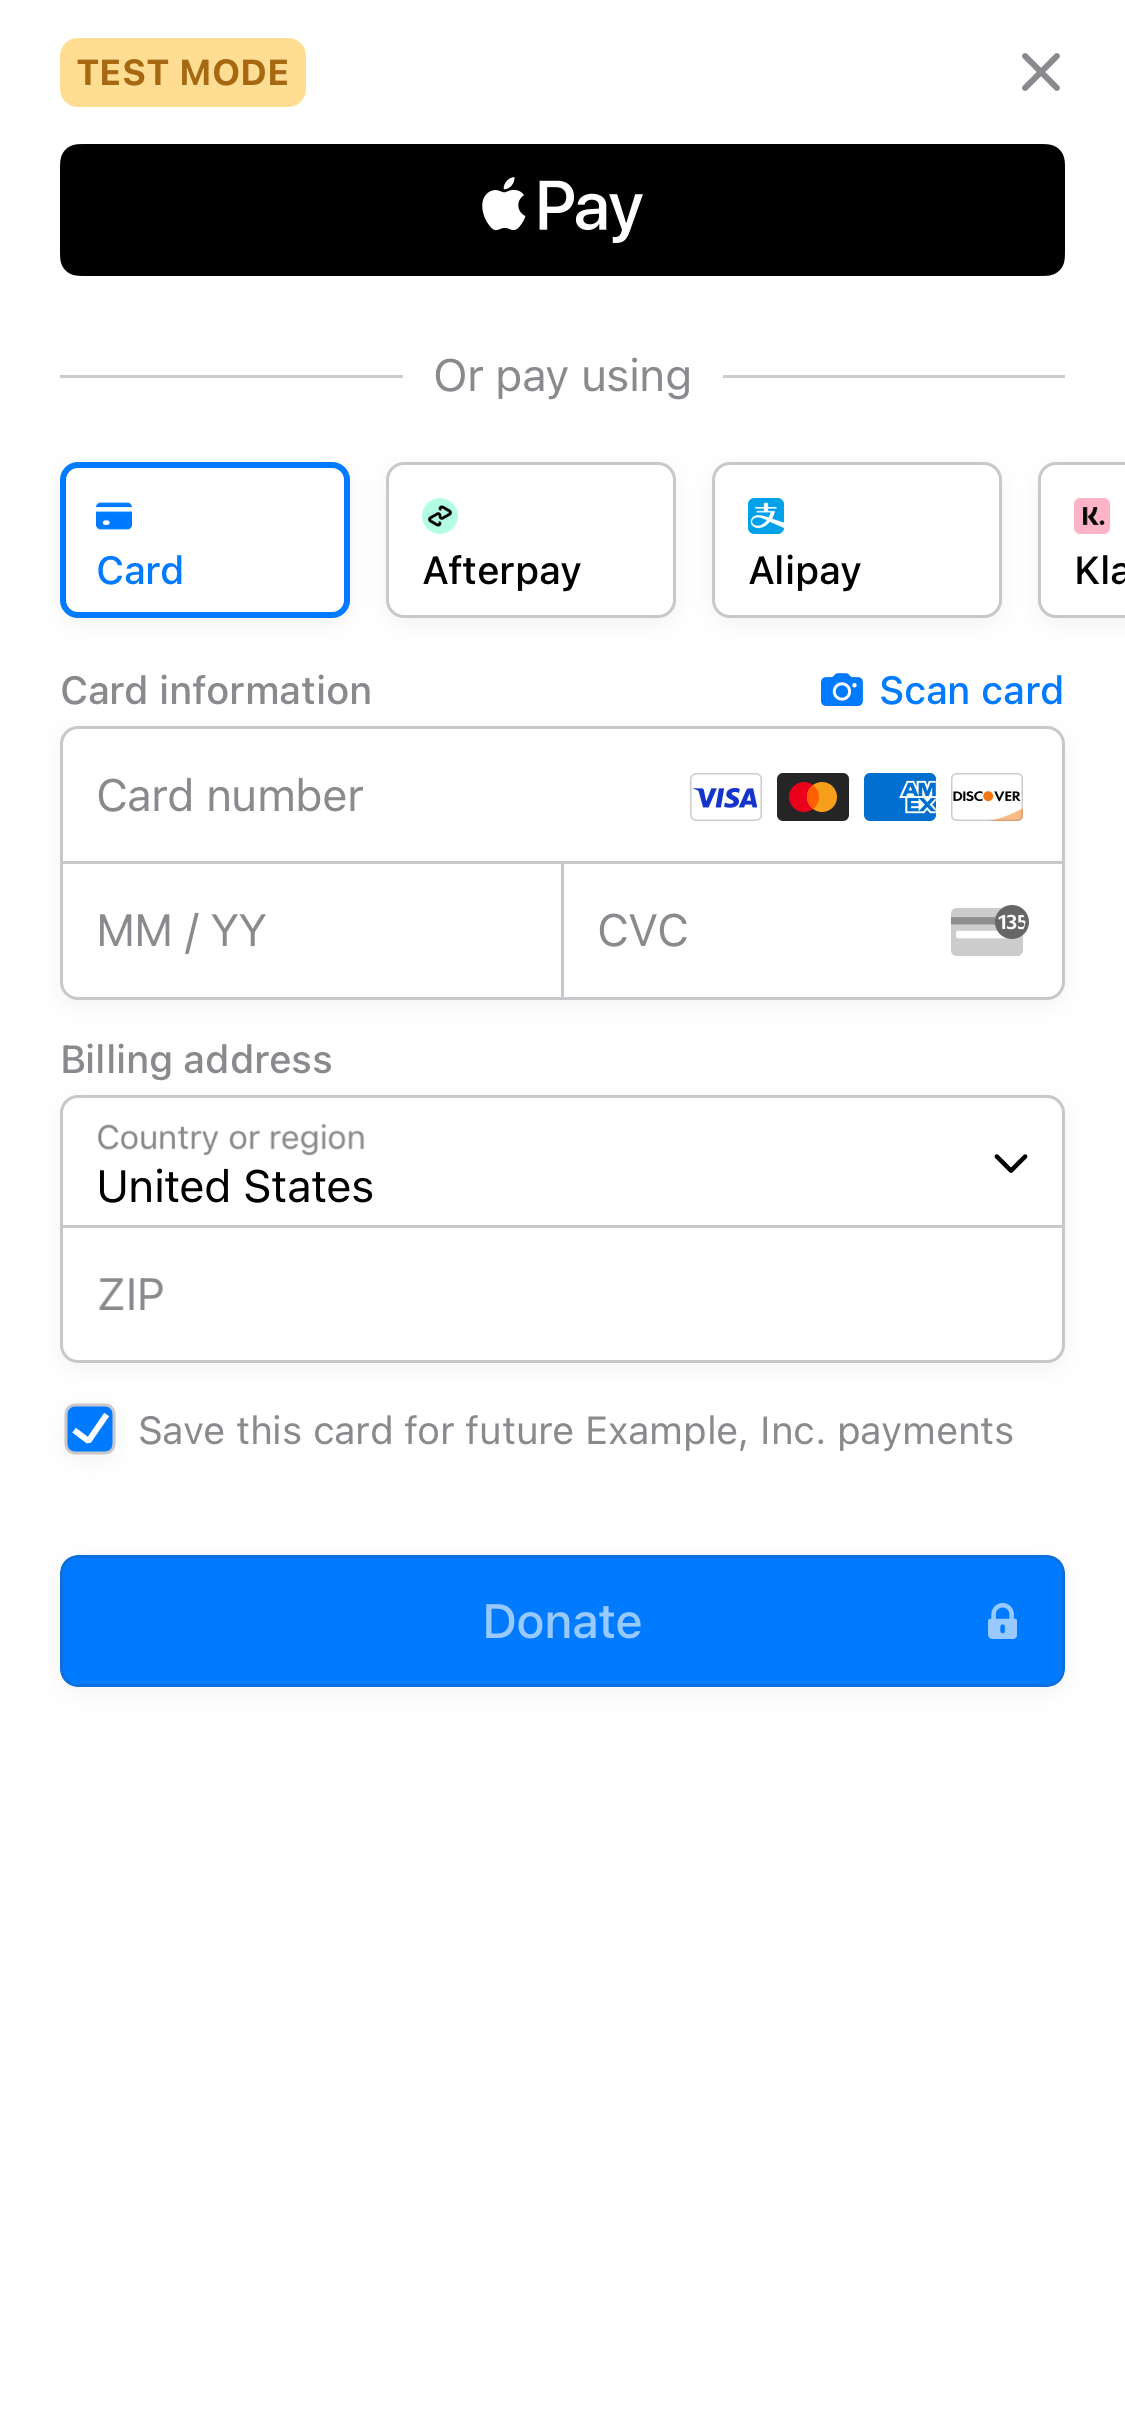 TEST MODE
Pay
Or pay using
Card
Afterpay
支
Alipay
K.
Kla
Card information
Scan card
Card number
VISA
AM
EX
DISCOVER
MM / YY
CVC
135
Billing address
Country or region
United States
ZIP
Save this card for future Example, Inc. payments
Donate